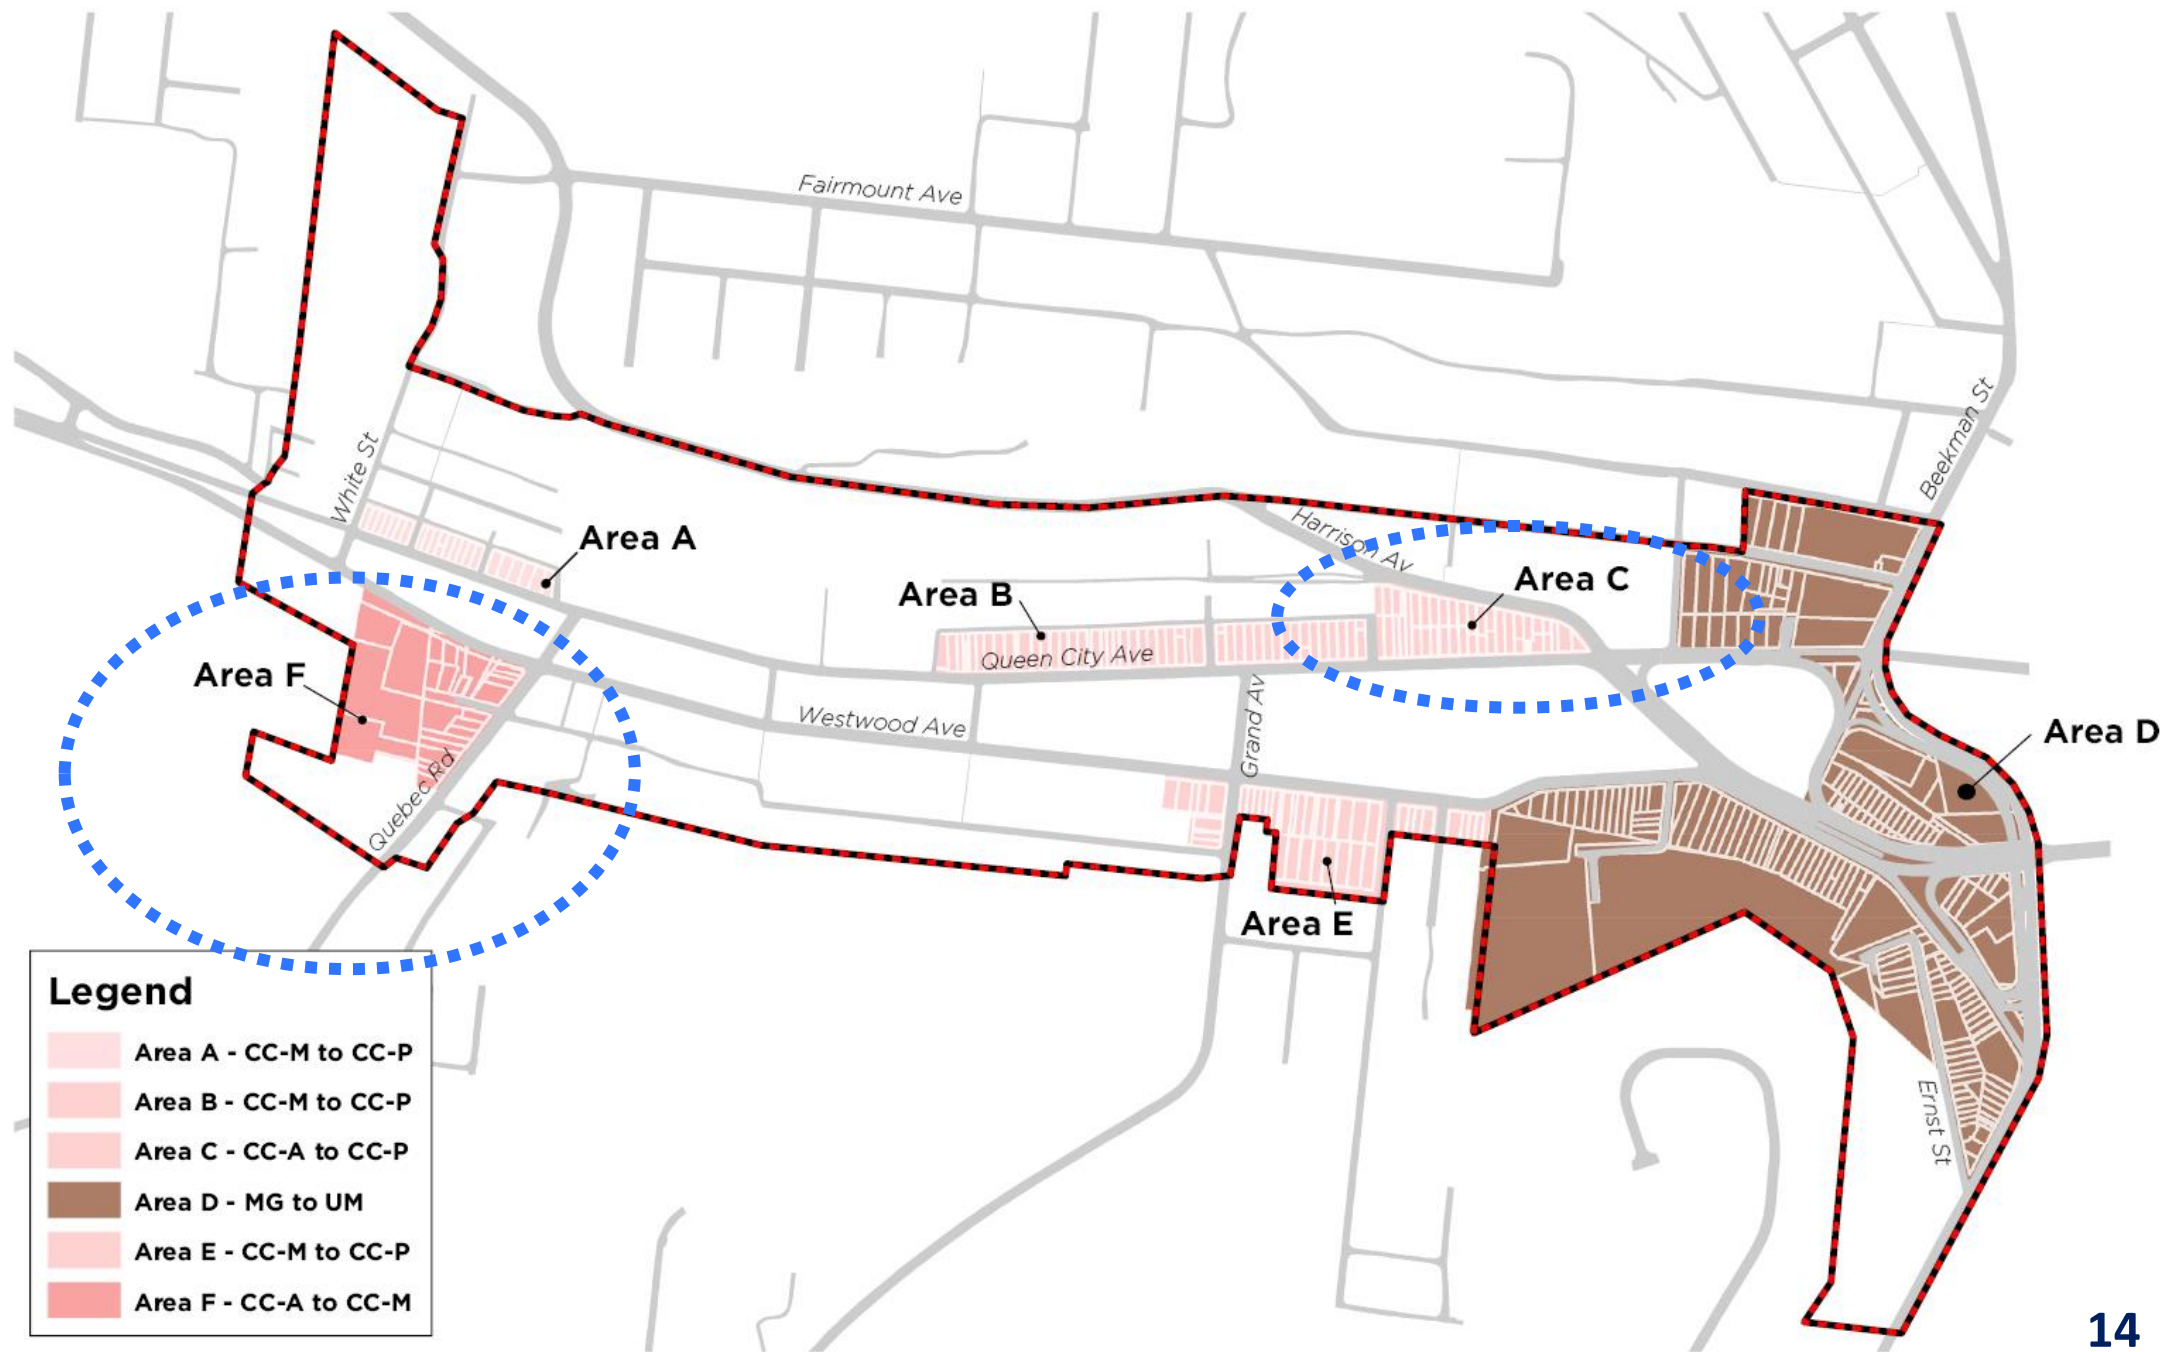 Fairmount Ave
Beekman St
White St
Area A
Harrison Av
Area C
Area B
Queen City Ave
Area F
Westwood Ave
Grand Av
Area D
Quebec Rd
Area E
Ernst St
Legend
Area A - CC-M to CC-P
Area B - CC-M to CC-P
Area C - CC-A to CC-P
Area D - MG to UM
Area E - CC-M to CC-P
Area F - CC-A to CC-M
14